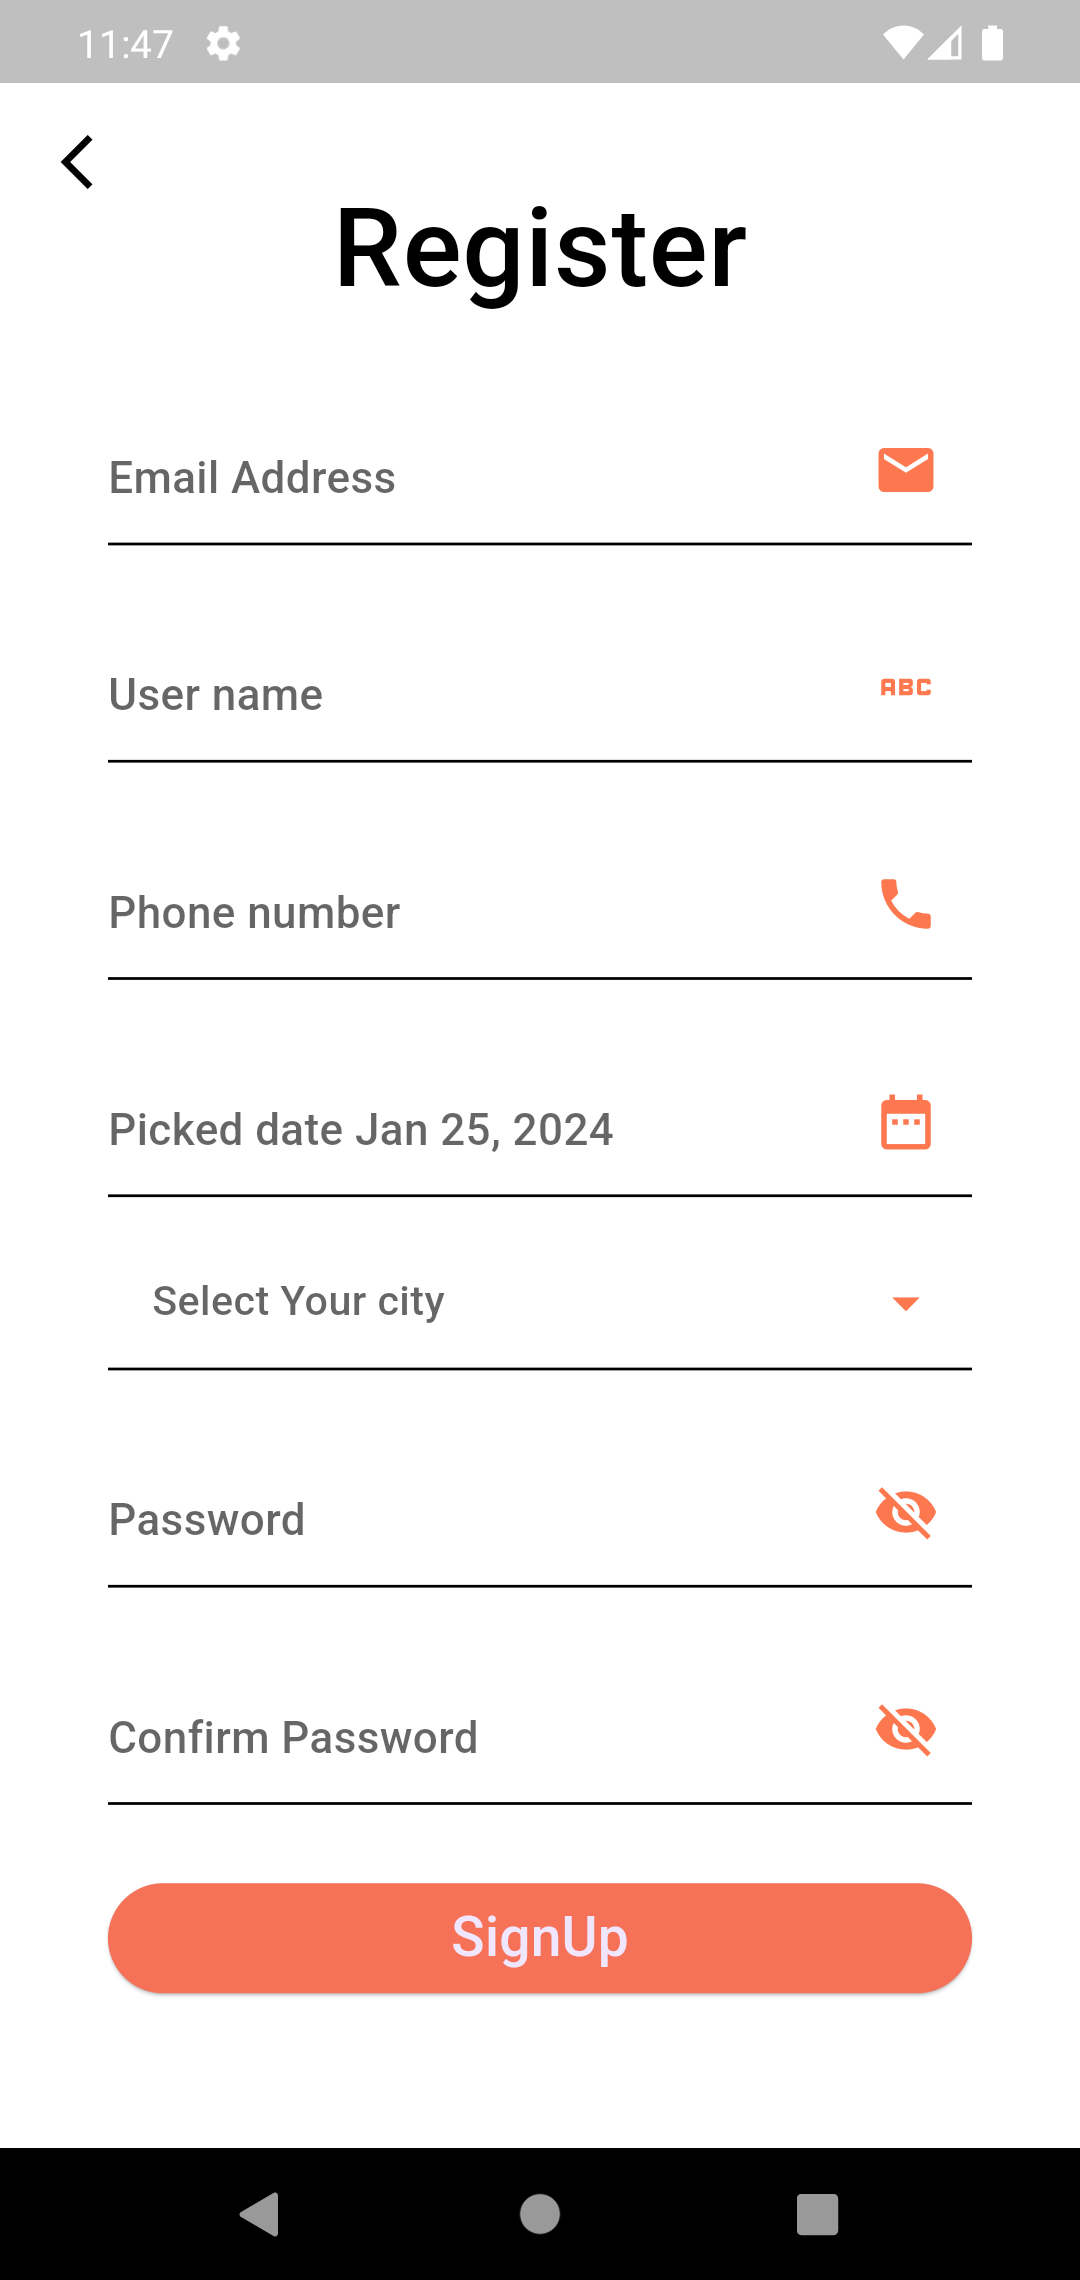 11:47
Register
Email Address
User name
ABC
Phone number
Picked date Jan 25, 2024
Select Your city
Password
Confirm Password
SignUp